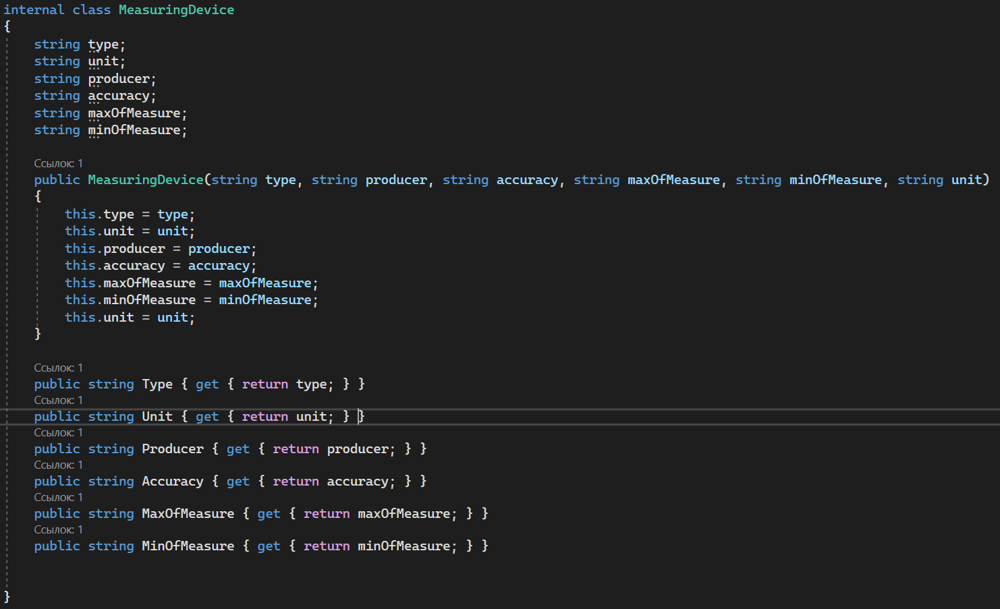 internal class MeasuringDevice
{
string type;
string unit;
string producer;
string accuracy;
string maxOfMeasure;
string minOfMeasure;
Ссылок: 1
public MeasuringDevice(string type, string producer, string accuracy, string maxOfMeasure, string minOfMeasure, string unit)
{
this.type = type;
this.unit = unit;
this.producer = producer;
this.accuracy = accuracy;
this.maxOfMeasure = maxOfMeasure;
this.minOfMeasure = minOfMeasure;
this.unit = unit;
}
Ссылок: 1
public string Type { get { return type; } }
Ссылок: 1
public string Unit { get { return unit; } }
Ссылок: 1
public string Producer { get { return producer; } }
Ссылок: 1
public string Accuracy { get { return accuracy; } }
Ссылок: 1
public string MaxOfMeasure { get { return maxOfMeasure; } }
Ссылок: 1
public string MinOfMeasure { get { return minOfMeasure; } }
}